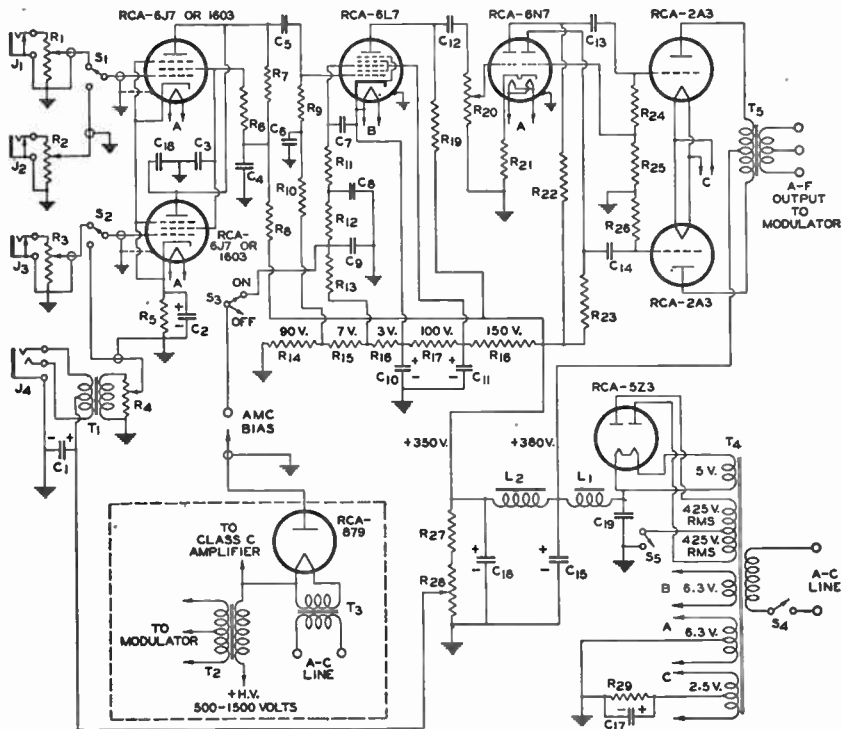 RCA-6J7 OR 1603
RCA-6L7
RCA-6N7
RCA-2A3
J1
R1
S1
C5
C12
C13
R7
R9
R6
A
B
A
R20
R19
R24
T5
J2
R2
C18
C3
C6
C7
C4
R11
R21
R22
R25
C
A-F
OUTPUT
TO
MODULATOR
RCA-
6J7 OR
1603
R10
C8
R8
R12
R26
C14
J3
R3
S2
C9
R13
RCA-2A3
A
R5
C2
+
-
S3
ON
OFF
R23
90 V.
7 V.
3 V.
100 V.
150 V.
R14
R15
R16
R17
R18
C10
+
-
+
-
C11
J4
T1
R4
- +
C1
AMC
BIAS
RCA-5Z3
T4
+350V.
+380V.
5 V.
L2
L1
RCA-
879
TO
CLASS C
AMPLIFIER
R27
C19
S5
425V.
RMS
425V.
RMS
R28
+
-
C18
+
-
C15
B
6.3 V.
S4
A-C
LINE
T3
TO
MODULATOR
T2
A-C
LINE
A
6.3 V.
C
2.5 V.
+H.V.
500-1500 VOLTS
R29
- +
C17